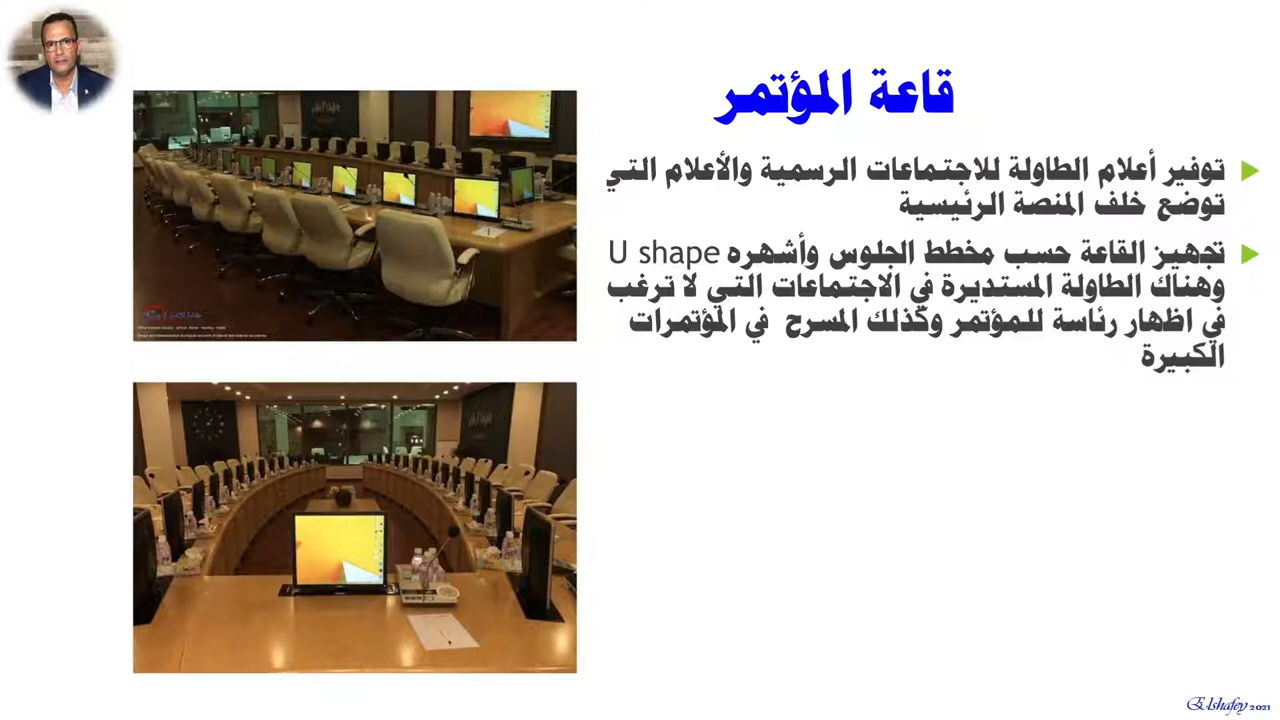 قاعة المؤتمر
توفير أعلام الطاولة للاجتماعات الرسمية والأعلام التي
توضع خلف المنصة الرئيسية
تجهيز القاعة حسب مخطط الجلوس وأشهره U shape
وهناك الطاولة المستديرة في الاجتماعات التي لا ترغب
في اظهار رئاسة للمؤتمر وكذلك المسرح في المؤتمرات
الكبيرة
Elshafey 2021